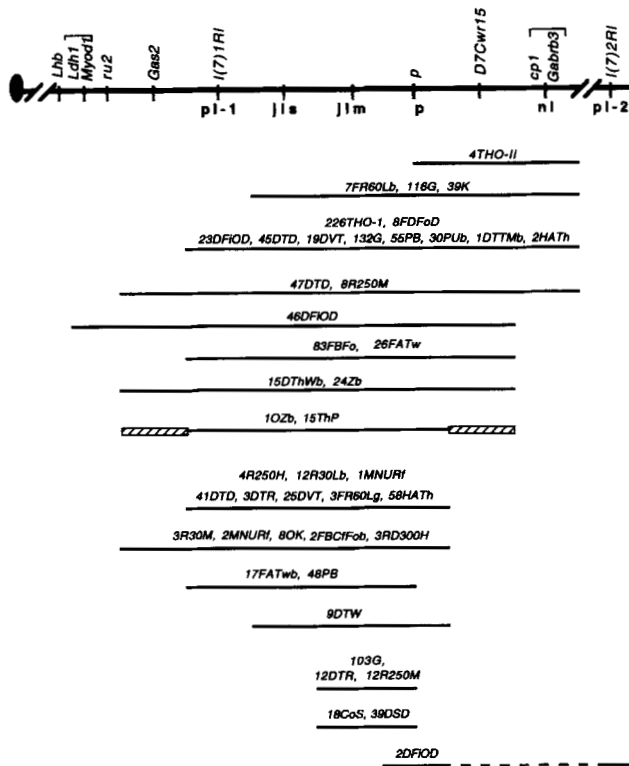 Lhb Ldh1 Myod1 ru2 Gas2 l(7)1Rl p D7Cwr15 cp1 Gabrb3 l(7)2Rl
pl-1 jls jlm p nl pl-2
4THO-II
7FR60Lb, 116G, 39K
226THO-1, 8FDFoD
23DFiOD, 45DTD, 19DVT, 132G, 55PB, 30PUb, 1DTTMb, 2HATh
47DTD, 8R250M
46DFiOD
83FBFo, 26FATw
15DThWb, 24Zb
10Zb, 15ThP
4R250H, 12R30Lb, 1MNURf
41DTD, 3DTR, 25DVT, 3FR60Lg, 58HATh
3R30M, 2MNURf, 8OK, 2FBCfFob, 3RD300H
17FATwb, 48PB
9DTW
103G,
12DTR, 12R250M
18CoS, 39DSD
2DFiOD